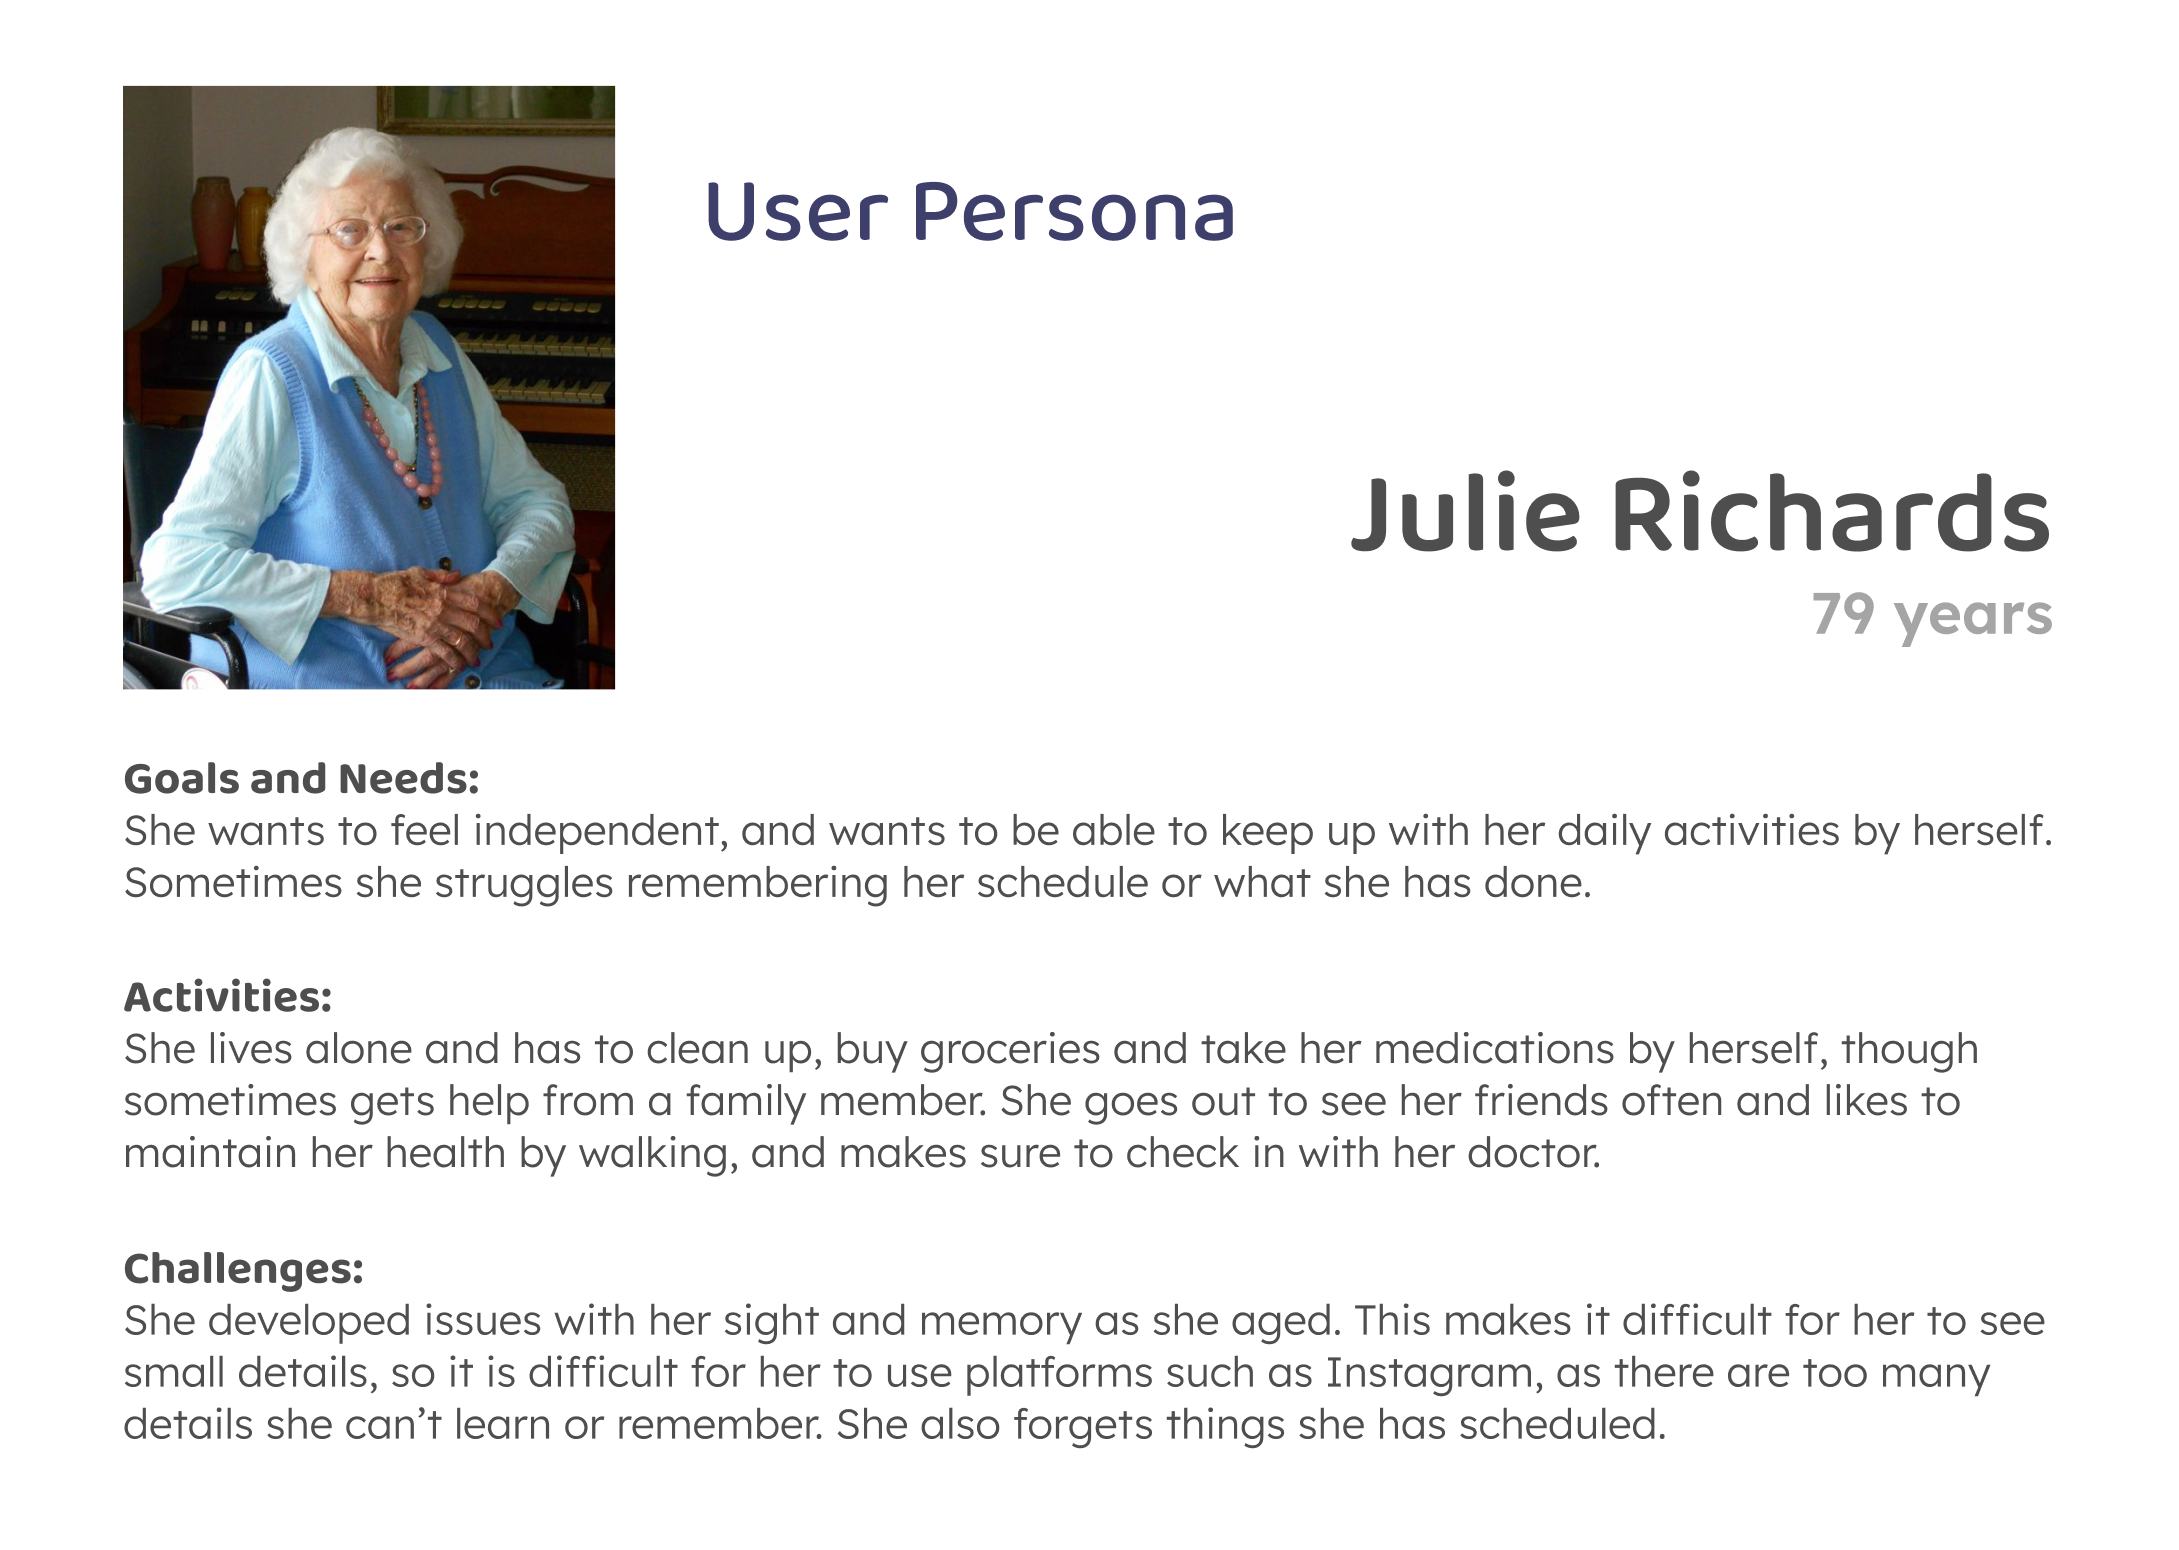 User Persona
Julie Richards
79 years
Goals and Needs:
She wants to feel independent, and wants to be able to keep up with her daily activities by herself.
Sometimes she struggles remembering her schedule or what she has done.
Activities:
She lives alone and has to clean up, buy groceries and take her medications by herself, though
sometimes gets help from a family member. She goes out to see her friends often and likes to
maintain her health by walking, and makes sure to check in with her doctor.
Challenges:
She developed issues with her sight and memory as she aged. This makes it difficult for her to see
small details, so it is difficult for her to use platforms such as Instagram, as there are too many
details she can’t learn or remember. She also forgets things she has scheduled.